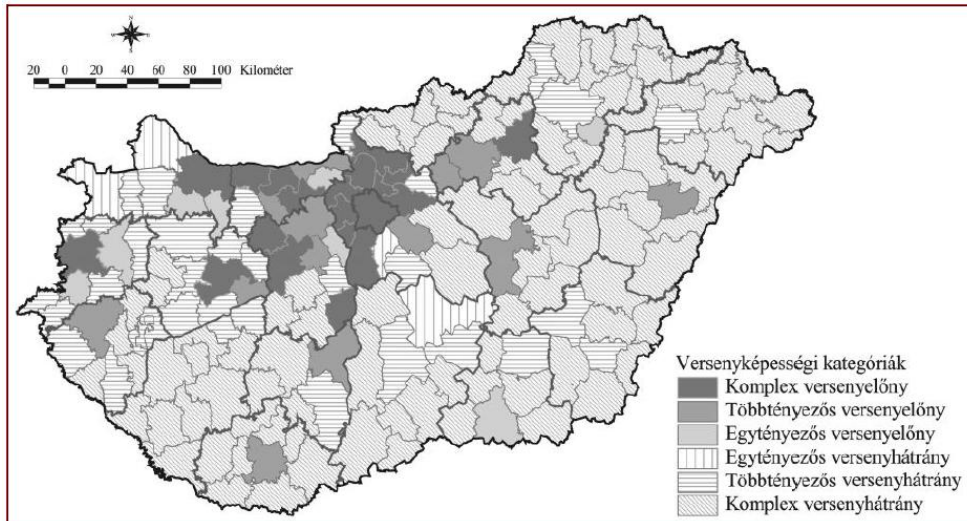 N
20 0 20 40 60 80 100 Kilométer
Versenyképességi kategóriák
Komplex versenyelőny
Többtényezős versenyelőny
Egytényezős versenyelőny
Egytényezős versenyhátrány
Többtényezős versenyhátrány
Komplex versenyhátrány